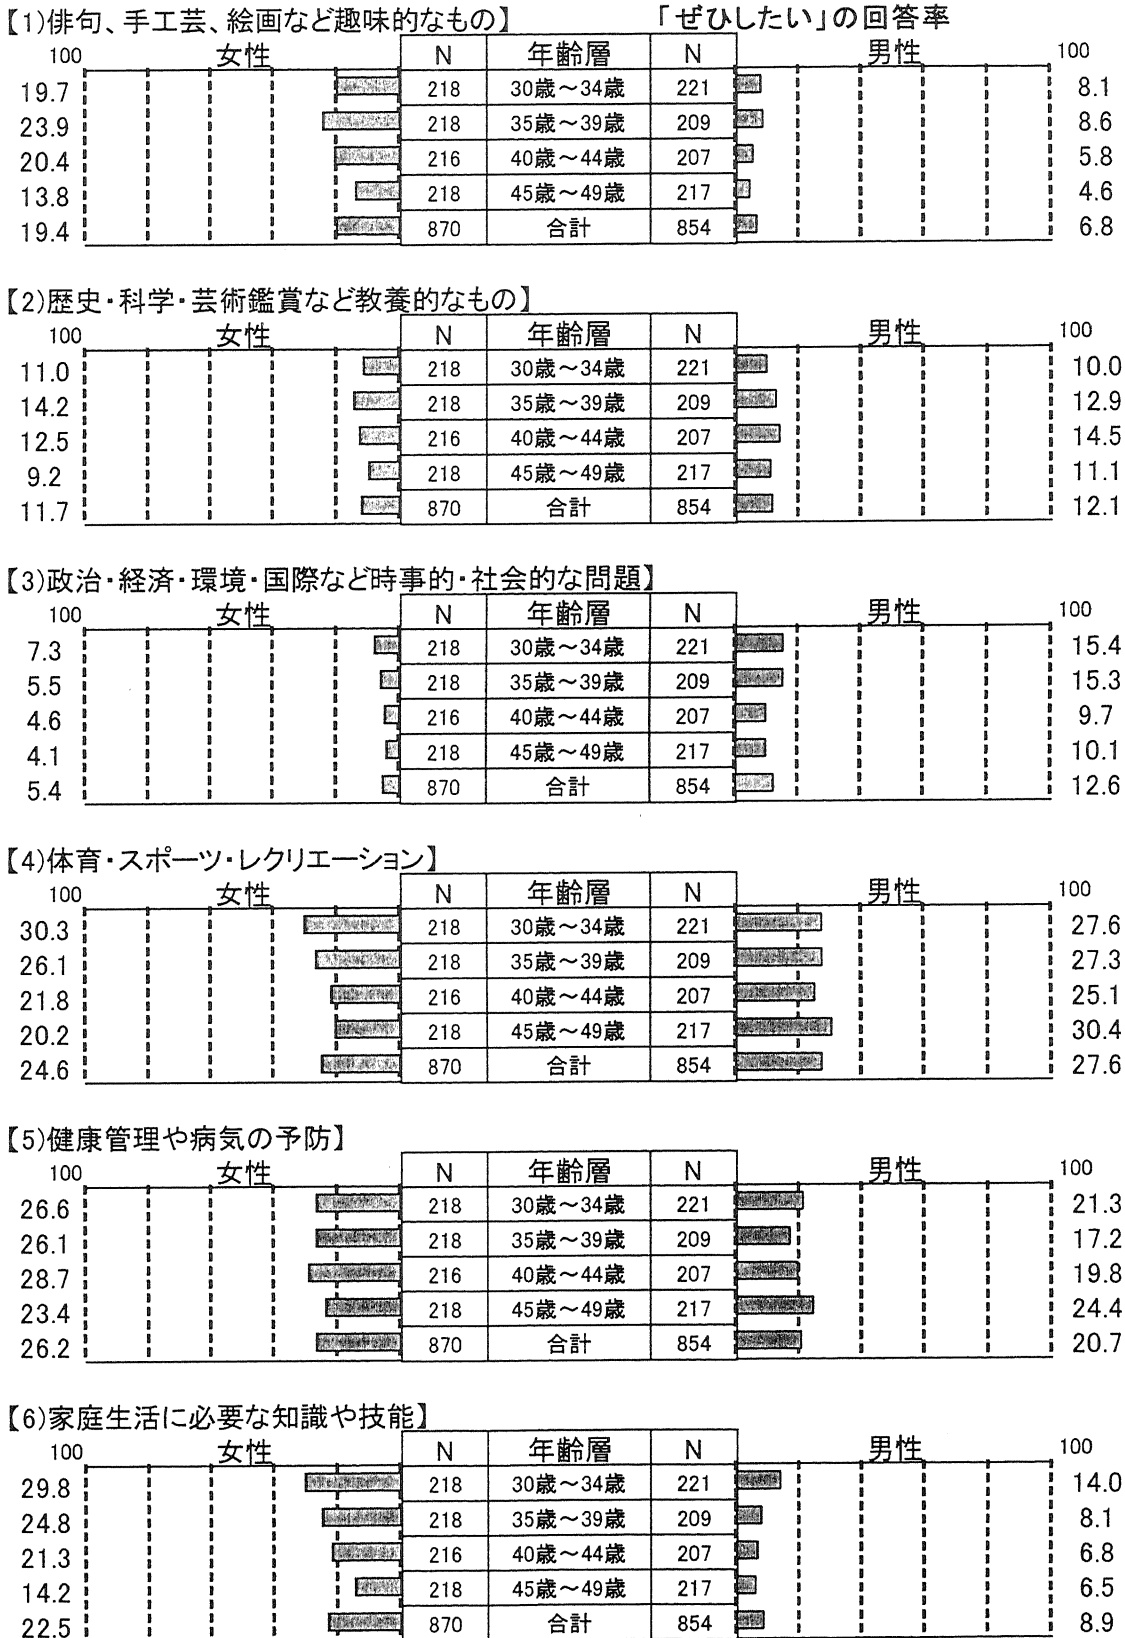 【1)俳句、手工芸、絵画など趣味的なもの】 「ぜひしたい」の回答率
100 女性 N 年齢層 N 男性 100
19.7 218 30歳～34歳 221 8.1
23.9 218 35歳～39歳 209 8.6
20.4 216 40歳～44歳 207 5.8
13.8 218 45歳～49歳 217 4.6
19.4 870 合計 854 6.8
【2)歴史・科学・芸術鑑賞など教養的なもの】
100 女性 N 年齢層 N 男性 100
11.0 218 30歳～34歳 221 10.0
14.2 218 35歳～39歳 209 12.9
12.5 216 40歳～44歳 207 14.5
9.2 218 45歳～49歳 217 11.1
11.7 870 合計 854 12.1
【3)政治・経済・環境・国際など時事的・社会的な問題】
100 女性 N 年齢層 N 男性 100
7.3 218 30歳～34歳 221 15.4
5.5 218 35歳～39歳 209 15.3
4.6 216 40歳～44歳 207 9.7
4.1 218 45歳～49歳 217 10.1
5.4 870 合計 854 12.6
【4)体育・スポーツ・レクリエーション】
100 女性 N 年齢層 N 男性 100
30.3 218 30歳～34歳 221 27.6
26.1 218 35歳～39歳 209 27.3
21.8 216 40歳～44歳 207 25.1
20.2 218 45歳～49歳 217 30.4
24.6 870 合計 854 27.6
【5)健康管理や病気の予防】
100 女性 N 年齢層 N 男性 100
26.6 218 30歳～34歳 221 21.3
26.1 218 35歳～39歳 209 17.2
28.7 216 40歳～44歳 207 19.8
23.4 218 45歳～49歳 217 24.4
26.2 870 合計 854 20.7
【6)家庭生活に必要な知識や技能】
100 女性 N 年齢層 N 男性 100
29.8 218 30歳～34歳 221 14.0
24.8 218 35歳～39歳 209 8.1
21.3 216 40歳～44歳 207 6.8
14.2 218 45歳～49歳 217 6.5
22.5 870 合計 854 8.9